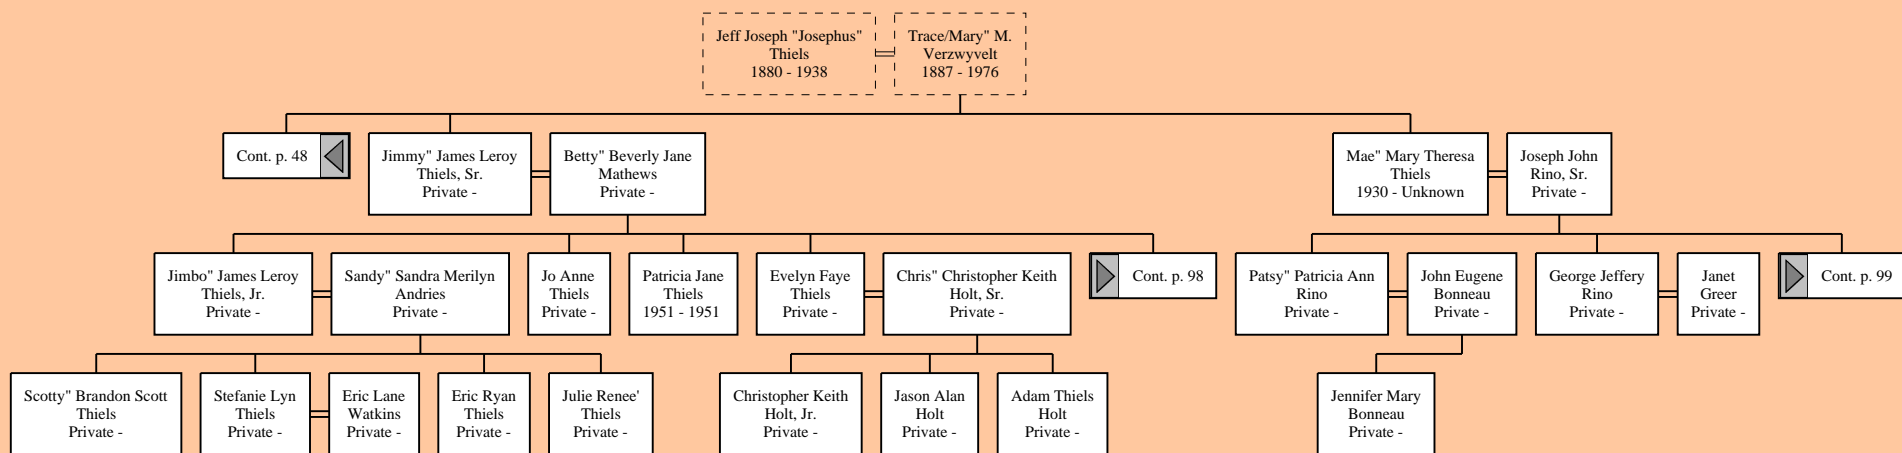 Jeff Joseph "Josephus"
Thiels
1880 - 1938
Trace/Mary" M.
Verzwyvelt
1887 - 1976
Cont. p. 48
Jimmy" James Leroy
Thiels, Sr.
Private -
Betty" Beverly Jane
Mathews
Private -
Mae" Mary Theresa
Thiels
1930 - Unknown
Joseph John
Rino, Sr.
Private -
Jimbo" James Leroy
Thiels, Jr.
Private -
Sandy" Sandra Merilyn
Andries
Private -
Jo Anne
Thiels
Private -
Patricia Jane
Thiels
1951 - 1951
Evelyn Faye
Thiels
Private -
Chris" Christopher Keith
Holt, Sr.
Private -
Cont. p. 98
Patsy" Patricia Ann
Rino
Private -
John Eugene
Bonneau
Private -
George Jeffery
Rino
Private -
Janet
Greer
Private -
Cont. p. 99
Scotty" Brandon Scott
Thiels
Private -
Stefanie Lyn
Thiels
Private -
Eric Lane
Watkins
Private -
Eric Ryan
Thiels
Private -
Julie Renee'
Thiels
Private -
Christopher Keith
Holt, Jr.
Private -
Jason Alan
Holt
Private -
Adam Thiels
Holt
Private -
Jennifer Mary
Bonneau
Private -